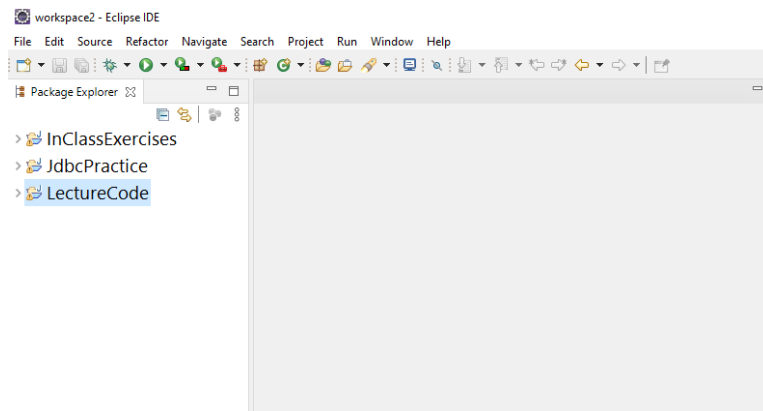 workspace2 - Eclipse IDE
File Edit Source Refactor Navigate Search Project Run Window Help
Package Explorer
InClassExercises
JdbcPractice
LectureCode